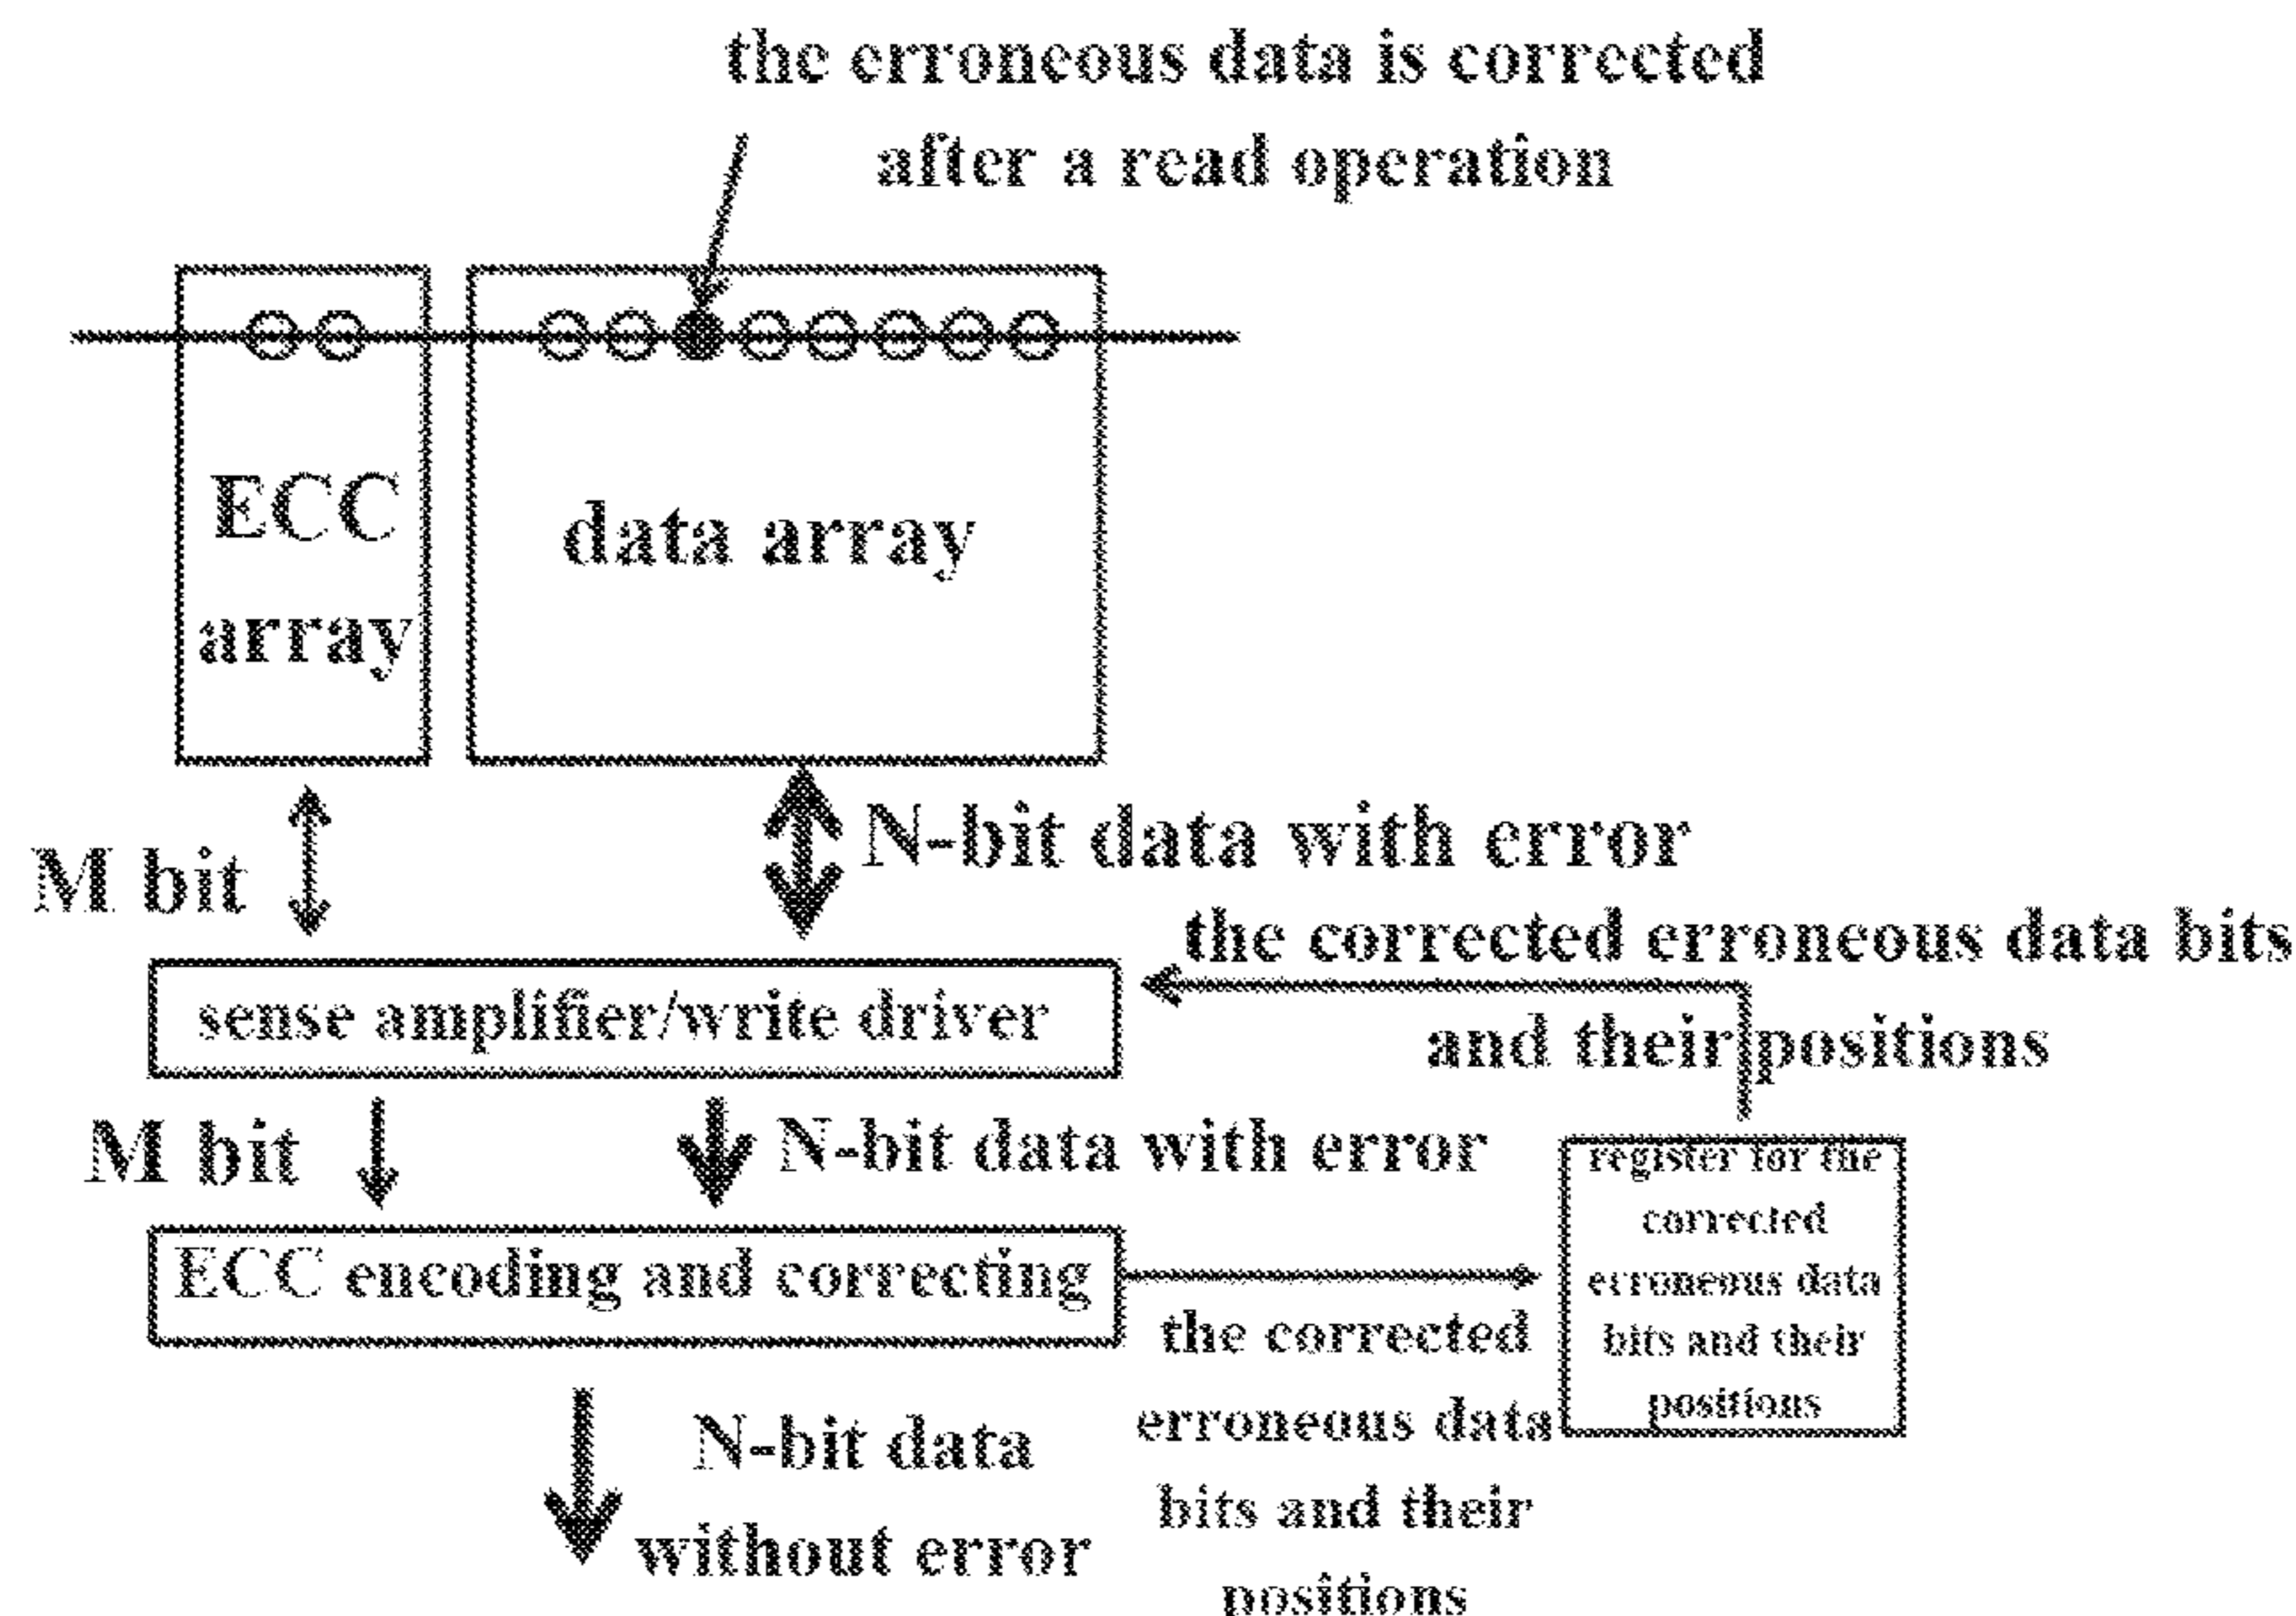 the erroneous data is corrected
after a read operation
ECC
array
data array
M bit
N-bit data with error
the corrected erroneous data bits
and their positions
sense amplifier/write driver
M bit
N-bit data with error
register for the
corrected
erroneous data
bits and their
positions
ECC encoding and correcting
the corrected
erroneous data
bits and their
positions
N-bit data
without error